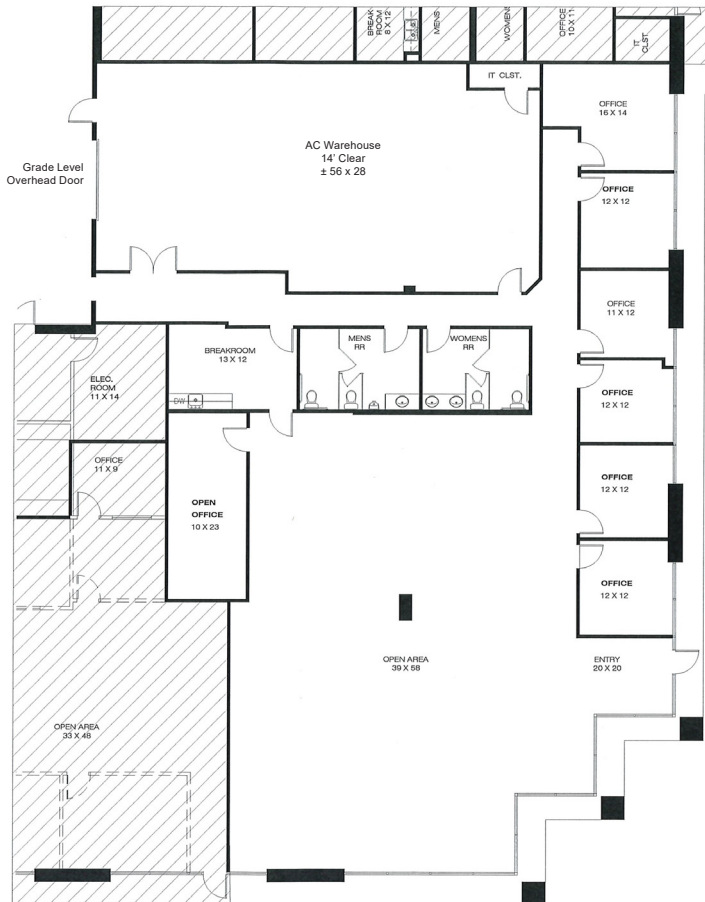 BREAK
ROOM
8 X 12
MENS
WOMENS
OFFICE
10 X 11
IT
CLST.
IT CLST.
OFFICE
16 X 14
AC Warehouse
14' Clear
± 56 x 28
Grade Level
Overhead Door
OFFICE
12 X 12
OFFICE
11 X 12
BREAKROOM
13 X 12
MENS
RR
WOMENS
RR
ELEC.
ROOM
11 X 14
DW
OFFICE
12 X 12
OFFICE
11 X 9
OPEN
OFFICE
10 X 23
OFFICE
12 X 12
OFFICE
12 X 12
OPEN AREA
39 X 58
ENTRY
20 X 20
OPEN AREA
33 X 48